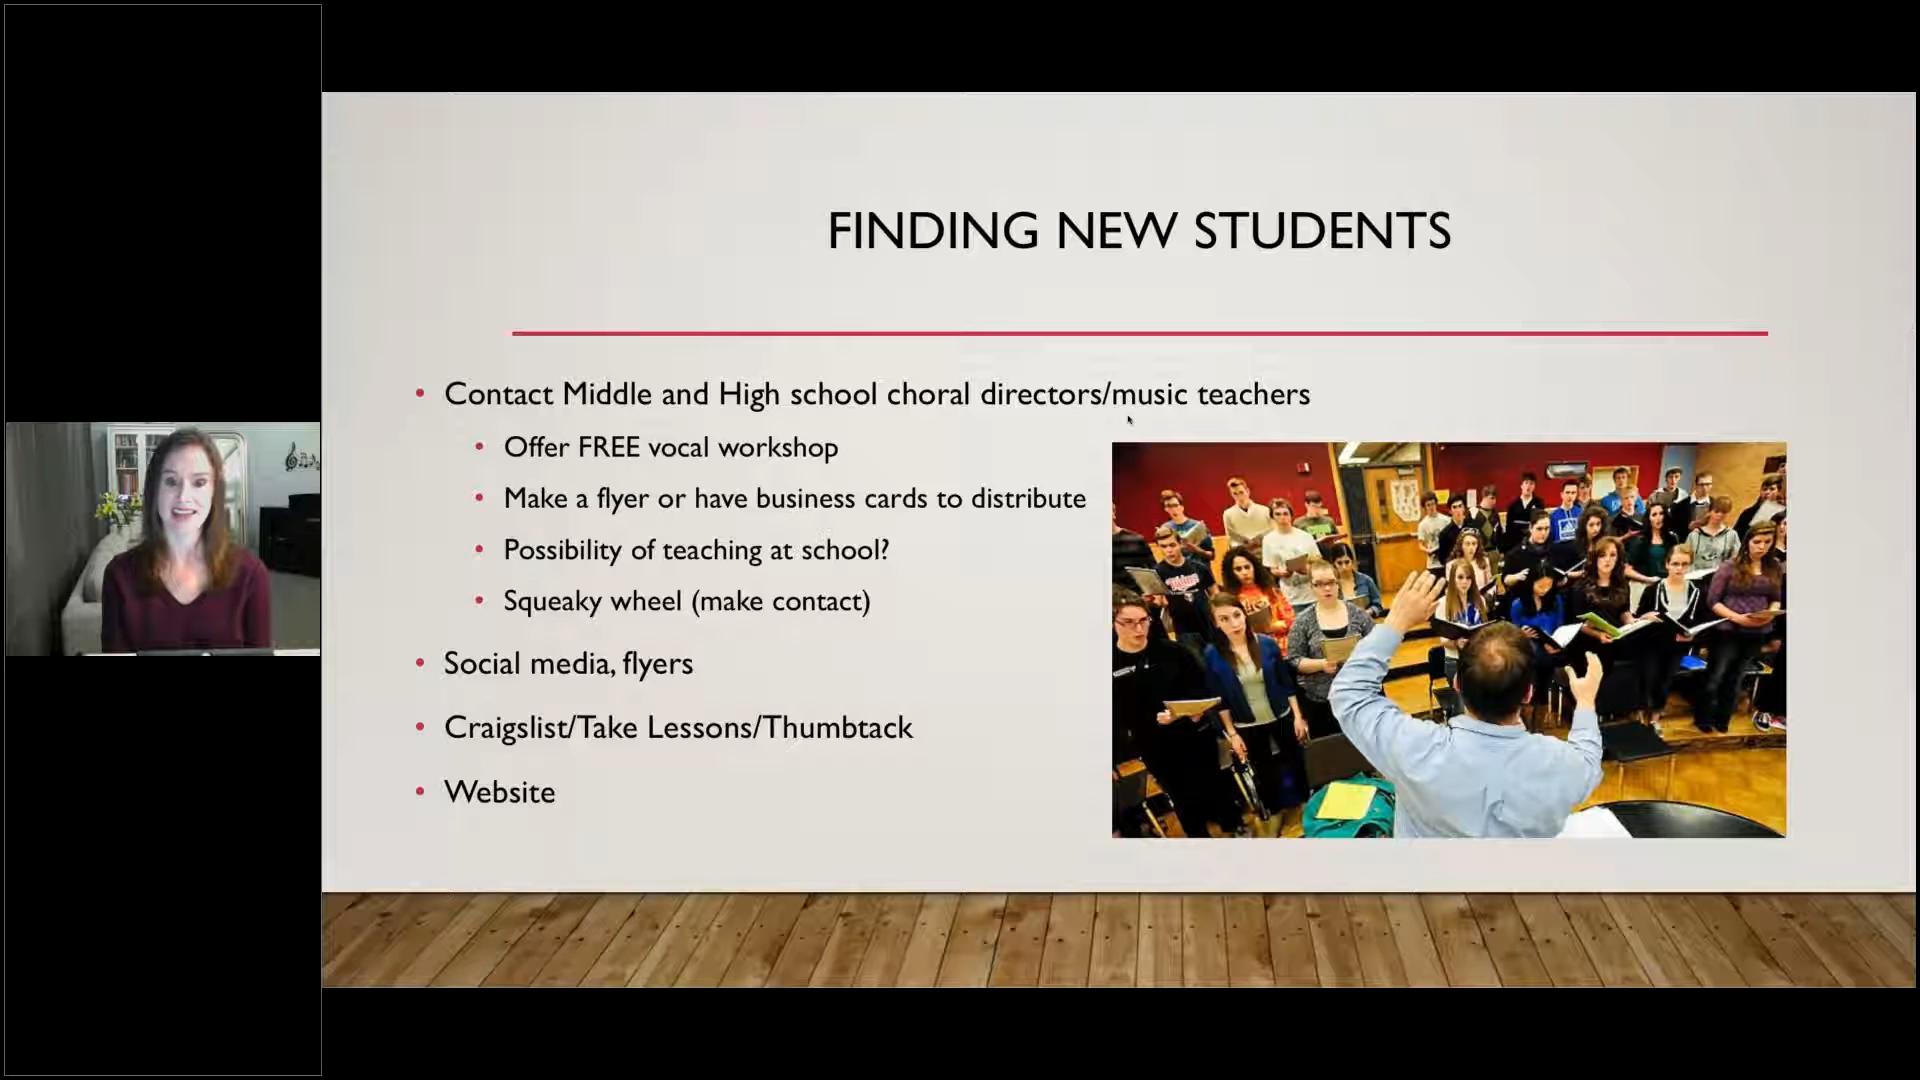 FINDING NEW STUDENTS
• Contact Middle and High school choral directors/music teachers
• Offer FREE vocal workshop
• Make a flyer or have business cards to distribute
• Possibility of teaching at school?
• Squeaky wheel (make contact)
• Social media, flyers
• Craigslist/Take Lessons/Thumbtack
• Website